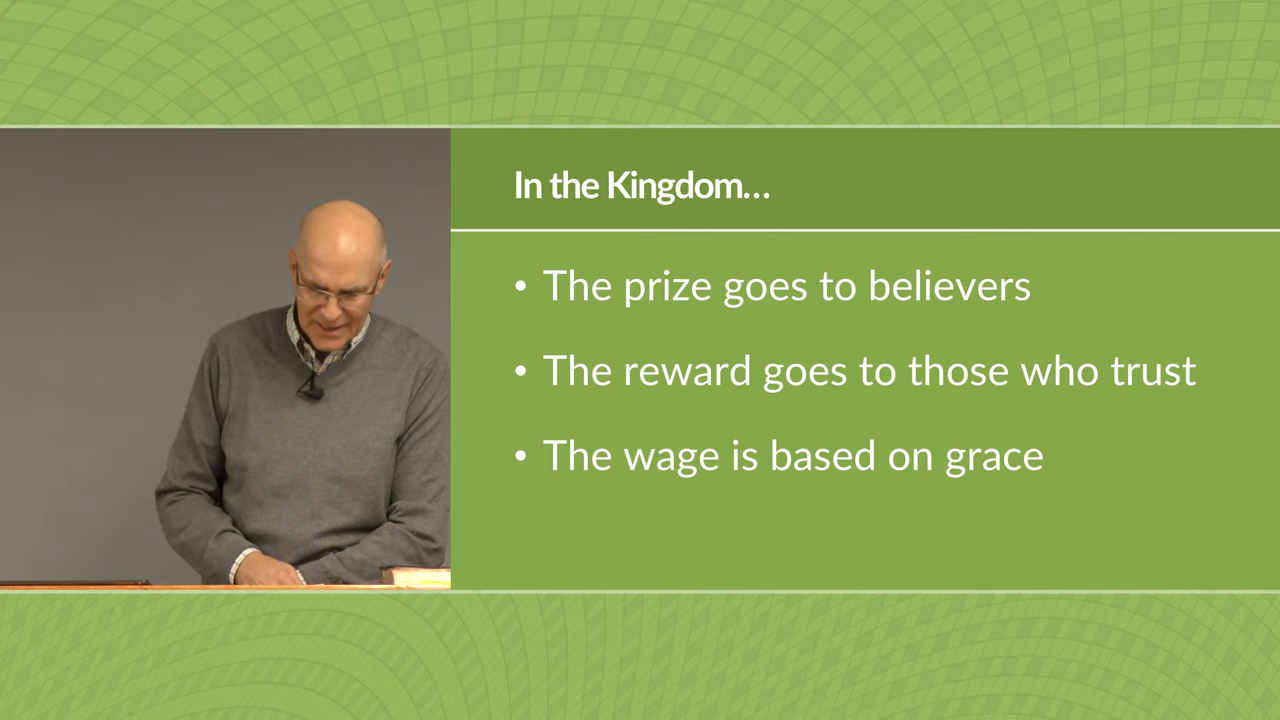 In the Kingdom...
• The prize goes to believers
• The reward goes to those who trust
• The wage is based on grace